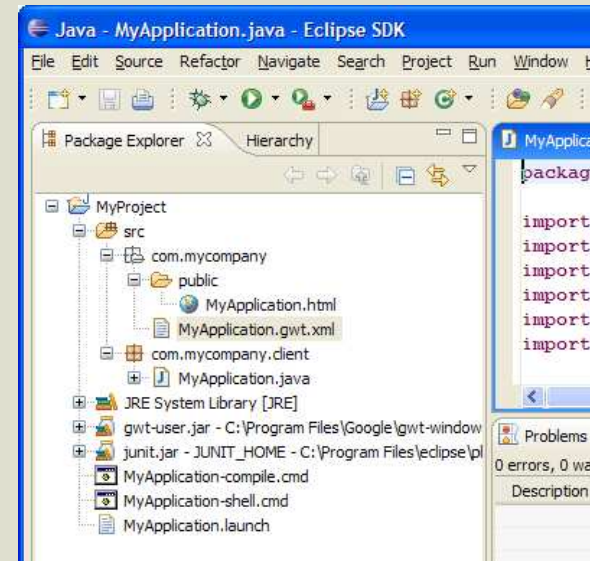 Java - MyApplication.java - Eclipse SDK
File Edit Source Refactor Navigate Search Project Run Window
Package Explorer Hierarchy
MyApplica
packag
import
import
import
import
import
import
MyProject
src
com.mycompany
public
MyApplication.html
MyApplication.gwt.xml
com.mycompany.client
MyApplication.java
JRE System Library [JRE]
gwt-user.jar - C:\Program Files\Google\gwt-window
junit.jar - JUNIT_HOME - C:\Program Files\eclipse\pl
MyApplication-compile.cmd
MyApplication-shell.cmd
MyApplication.launch
Problems
0 errors, 0 wa
Description